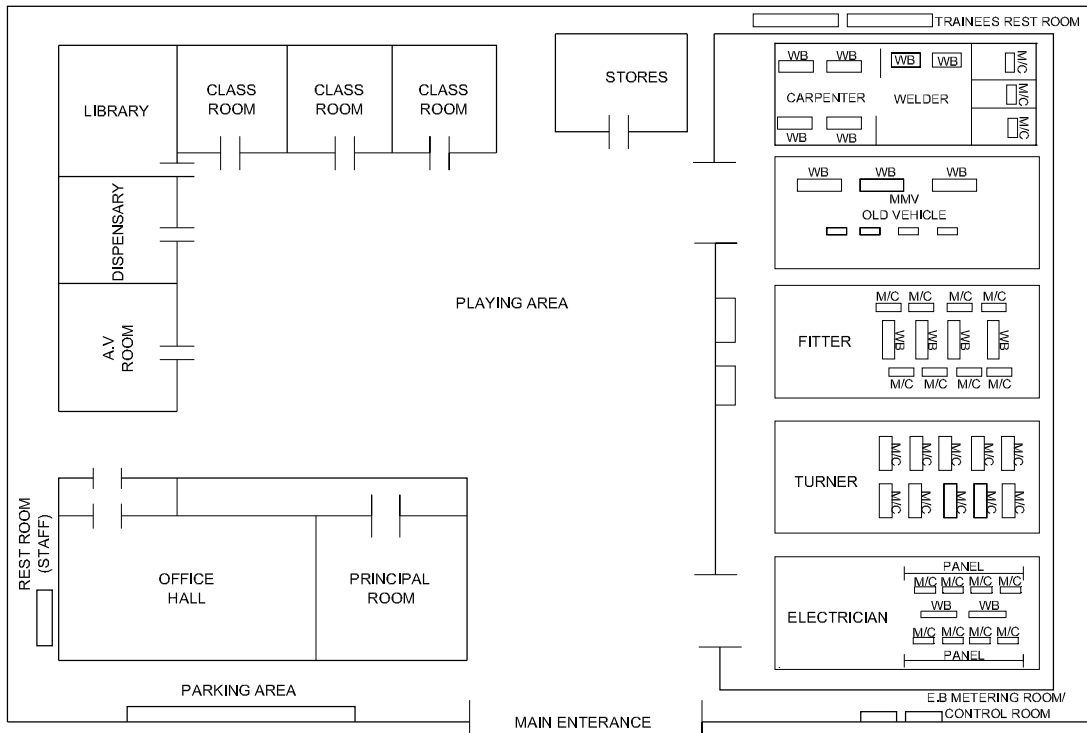 TRAINEES REST ROOM
LIBRARY
CLASS
ROOM
CLASS
ROOM
CLASS
ROOM
STORES
WB
WB
WB
WB
CARPENTER
WELDER
WB
WB
M/C
M/C
M/C
DISPENSARY
A.V
ROOM
PLAYING AREA
WB
WB
WB
MMV
OLD VEHICLE
FITTER
M/C
M/C
M/C
M/C
WB
WB
WB
WB
M/C
M/C
M/C
M/C
TURNER
M/C
M/C
M/C
M/C
M/C
M/C
M/C
M/C
M/C
M/C
REST ROOM
(STAFF)
OFFICE
HALL
PRINCIPAL
ROOM
ELECTRICIAN
PANEL
M/C
M/C
M/C
M/C
WB
WB
M/C
M/C
M/C
M/C
PANEL
PARKING AREA
MAIN ENTERANCE
E.B METERING ROOM/
CONTROL ROOM